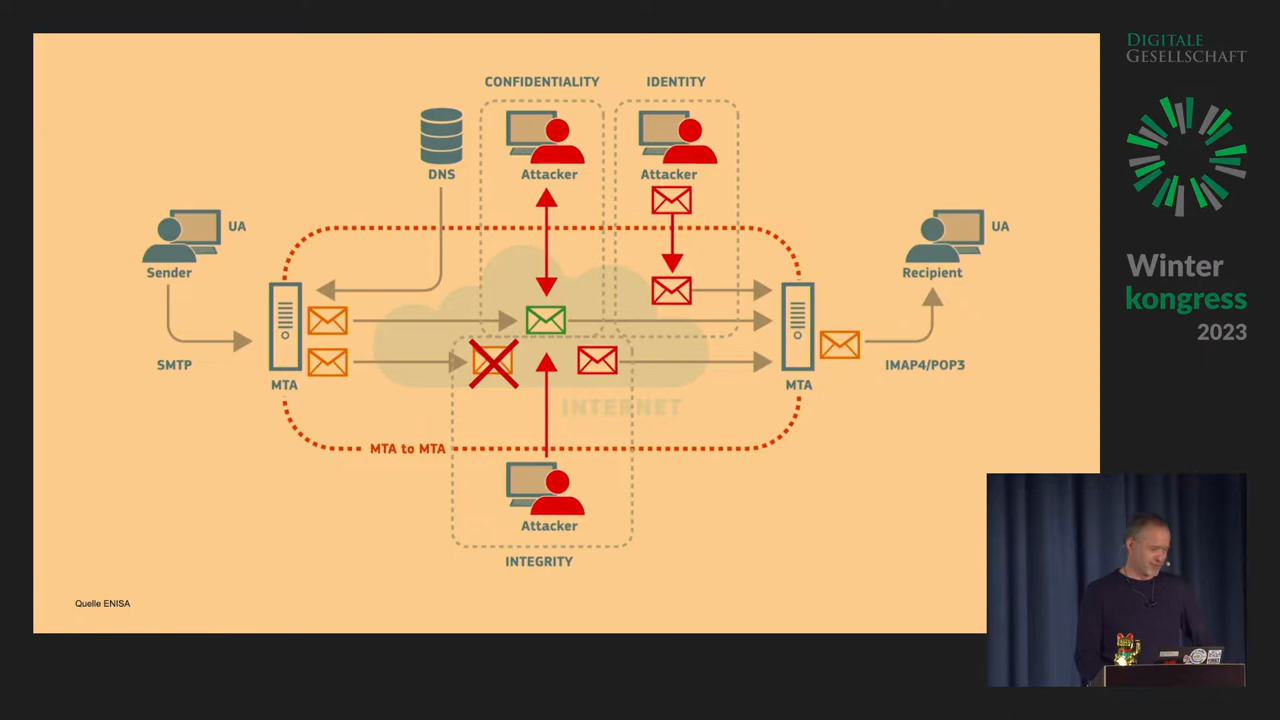 CONFIDENTIALITY
IDENTITY
DNS
Attacker
Attacker
UA
Sender
UA
Recipient
SMTP
MTA
INTERNET
MTA
IMAP4/POP3
MTA to MTA
Attacker
INTEGRITY
Quelle ENISA
DIGITALE
GESELLSCHAFT
Winter
kongress
2023